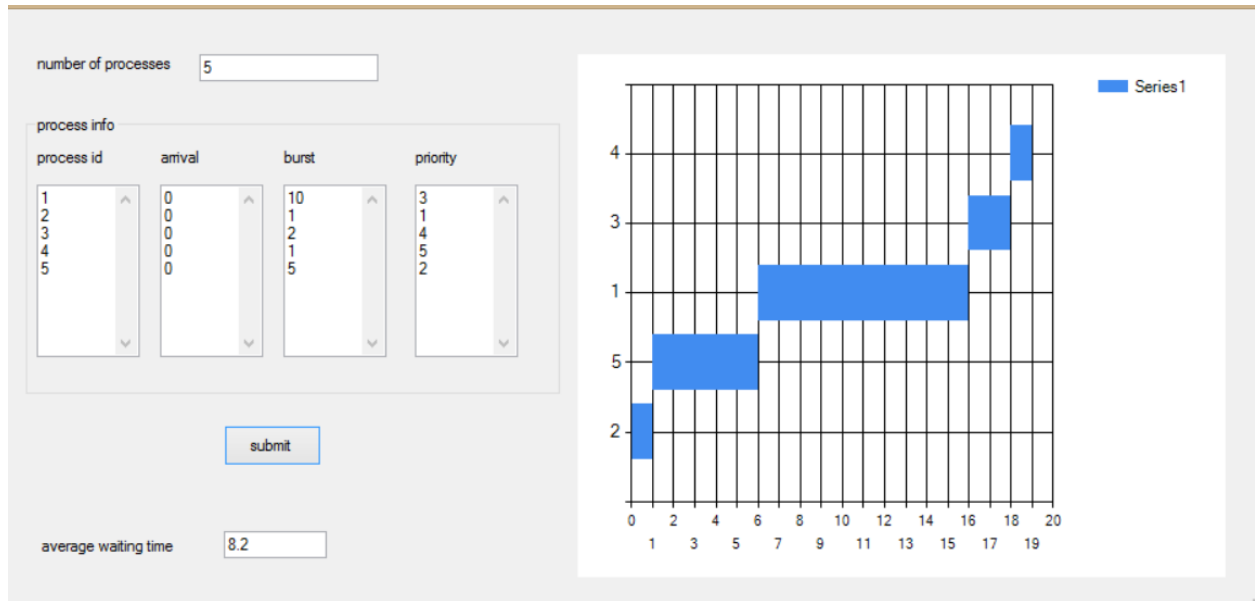 number of processes 5
process info
process id arrival burst priority
1 0 10 3
2 0 1 1
3 0 2 4
4 0 1 5
5 0 5 2
submit
average waiting time 8.2
Series1
4
3
1
5
2
0 2 4 6 8 10 12 14 16 18 20
1 3 5 7 9 11 13 15 17 19